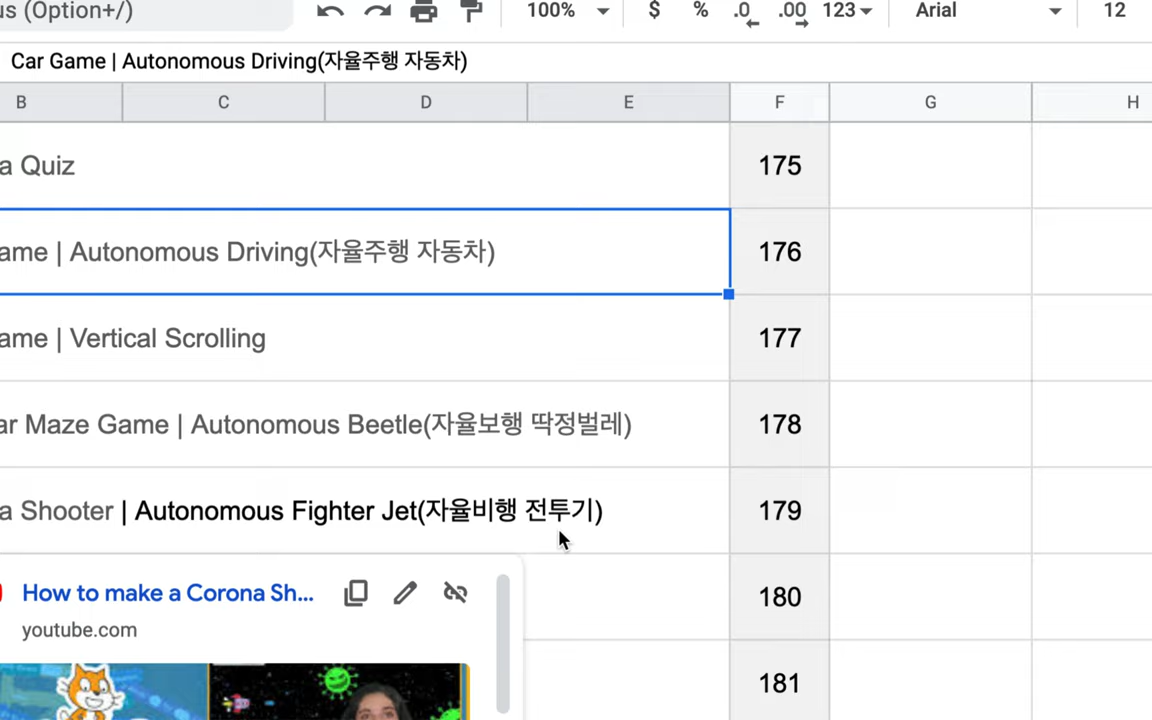 us (Option+/)
100%
$
%
.0
.00
123
Arial
12
Car Game | Autonomous Driving(자율주행 자동차)
B
C
D
E
F
G
H
a Quiz
175
ame | Autonomous Driving(자율주행 자동차)
176
ame | Vertical Scrolling
177
ar Maze Game | Autonomous Beetle(자율보행 딱정벌레)
178
a Shooter | Autonomous Fighter Jet(자율비행 전투기)
179
How to make a Corona Sh...
180
youtube.com
181